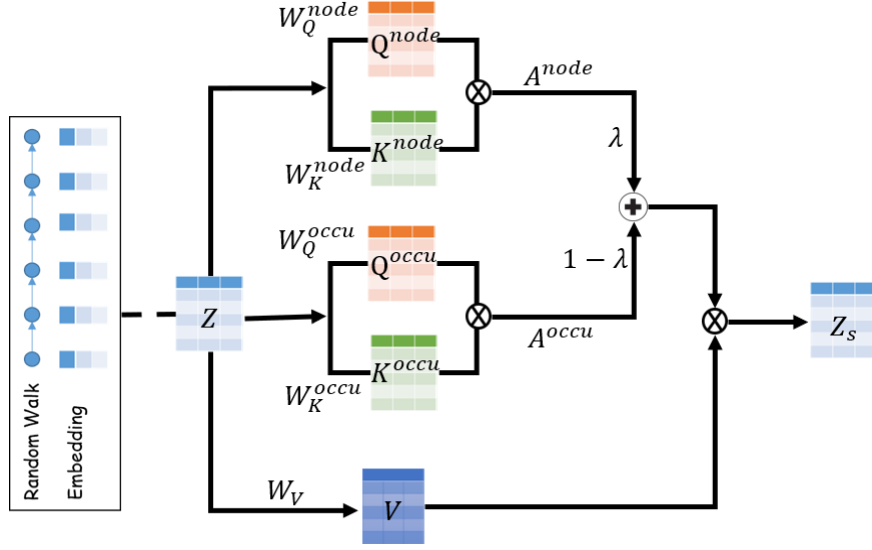 W_Q^{node}
Q^{node}
A^{node}
λ
W_K^{node}
K^{node}
W_Q^{occu}
Q^{occu}
1 − λ
Z
Z_s
A^{occu}
W_K^{occu}
K^{occu}
Random Walk
Embedding
W_V
V